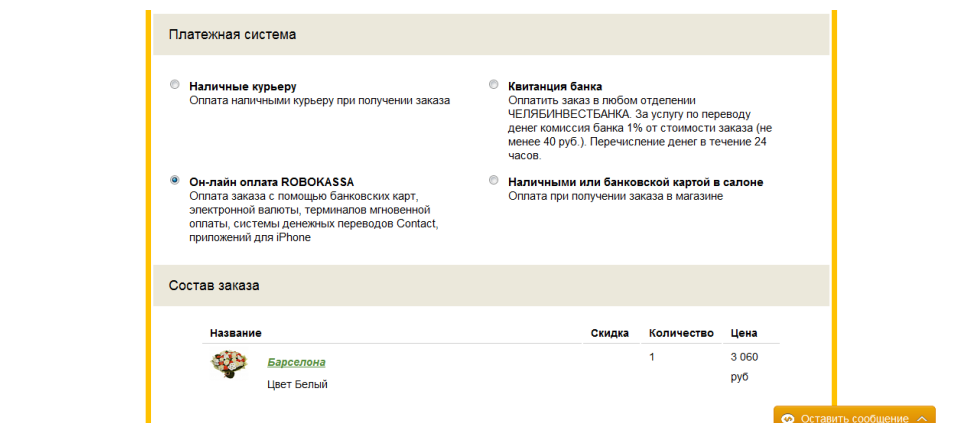 Платежная система
Наличные курьеру
Оплата наличными курьеру при получении заказа
Квитанция банка
Оплатить заказ в любом отделении
ЧЕЛЯБИНВЕСТБАНКА. За услугу по переводу
денег комиссия банка 1% от стоимости заказа (не
менее 40 руб.). Перечисление денег в течение 24
часов.
Он-лайн оплата ROBOKASSA
Оплата заказа с помощью банковских карт,
электронной валюты, терминалов мгновенной
оплаты, системы денежных переводов Contact,
приложений для iPhone
Наличными или банковской картой в салоне
Оплата при получении заказа в магазине
Состав заказа
Название Скидка Количество Цена
Барселона 1 3 060
Цвет Белый руб
Оставить сообщение